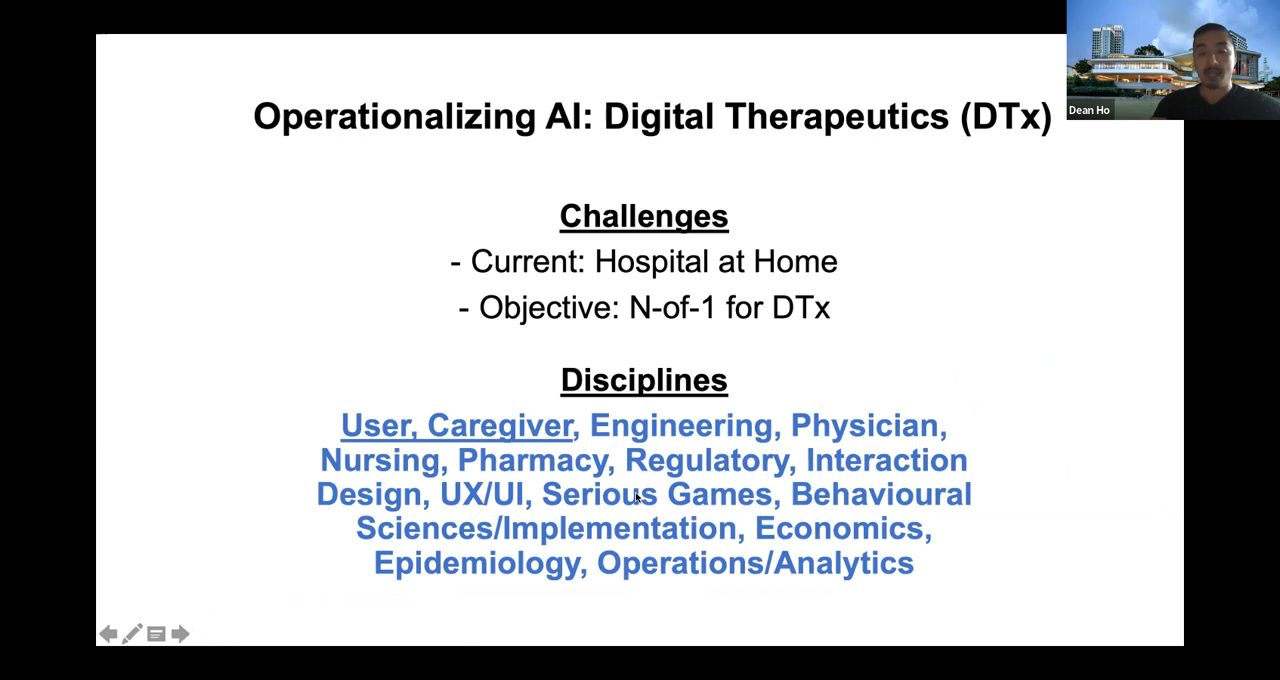 Dean Ho
Operationalizing AI: Digital Therapeutics (DTx)
Challenges
- Current: Hospital at Home
- Objective: N-of-1 for DTx
Disciplines
User, Caregiver, Engineering, Physician,
Nursing, Pharmacy, Regulatory, Interaction
Design, UX/UI, Serious Games, Behavioural
Sciences/Implementation, Economics,
Epidemiology, Operations/Analytics